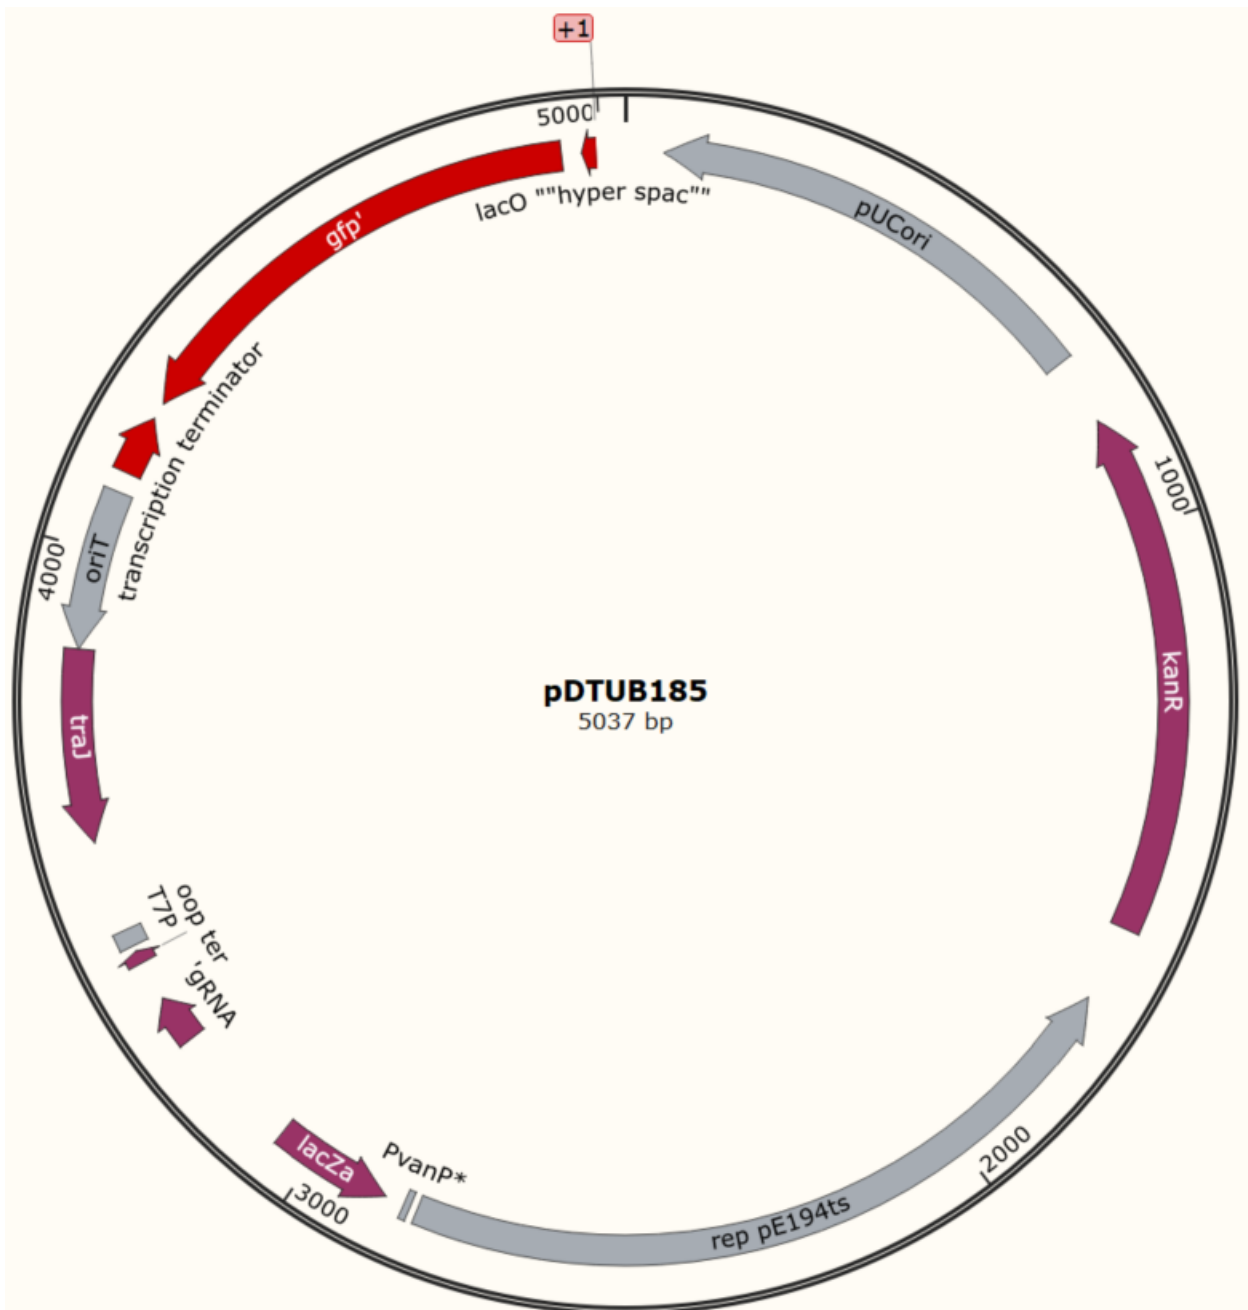 +1
5000
lacO ""hyper spac""
pUCori
gfp'
transcription terminator
1000
oriT
4000
kanR
pDTUB185
5037 bp
traJ
T7P
oop ter
'gRNA
lacZa
PvanP*
3000
rep pE194ts
2000